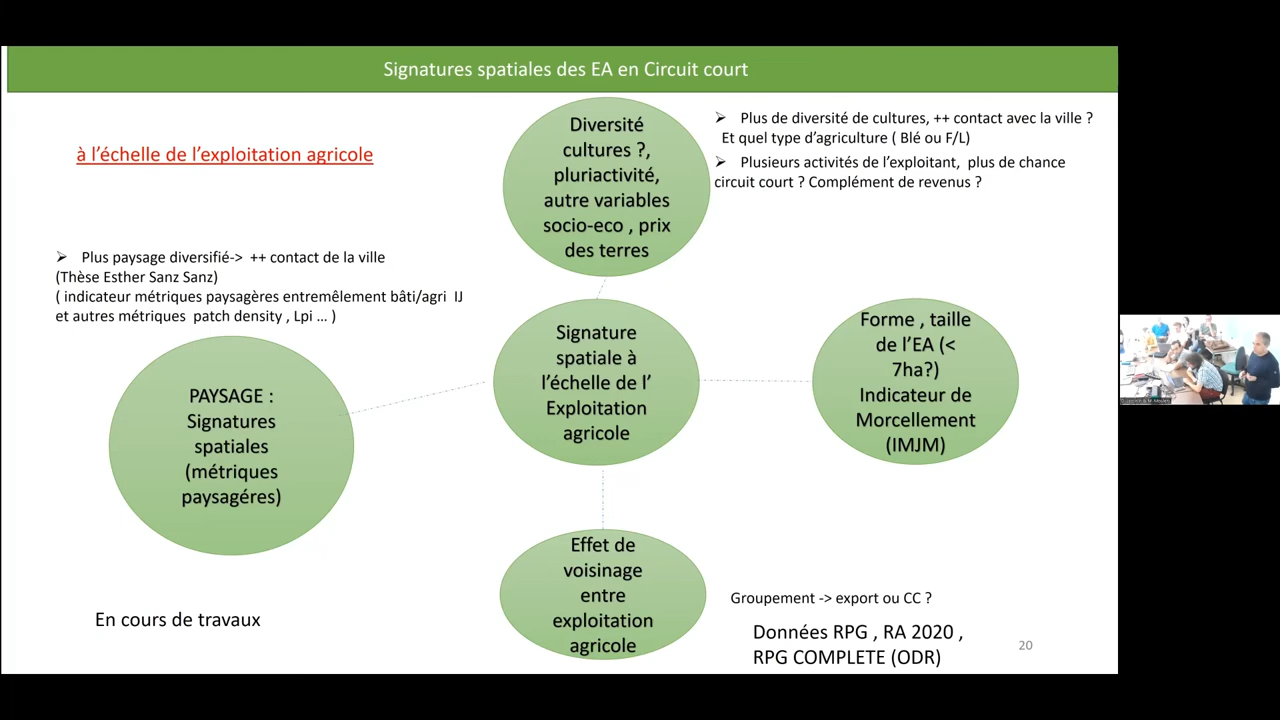 Signatures spatiales des EA en Circuit court
à l’échelle de l’exploitation agricole
Diversité
cultures ?,
pluriactivité,
autre variables
socio-eco , prix
des terres
Plus de diversité de cultures, ++ contact avec la ville ?
Et quel type d’agriculture ( Blé ou F/L)
Plusieurs activités de l’exploitant, plus de chance
circuit court ? Complément de revenus ?
Plus paysage diversifié-> ++ contact de la ville
(Thèse Esther Sanz Sanz)
( indicateur métriques paysagères entremêlement bâti/agri IJ
et autres métriques patch density , Lpi ... )
PAYSAGE :
Signatures
spatiales
(métriques
paysagéres)
Signature
spatiale à
l’échelle de l’
Exploitation
agricole
Forme , taille
de l’EA (<
7ha?)
Indicateur de
Morcellement
(IMJM)
Effet de
voisinage
entre
exploitation
agricole
Groupement -> export ou CC ?
En cours de travaux
Données RPG , RA 2020 ,
RPG COMPLETE (ODR)
20